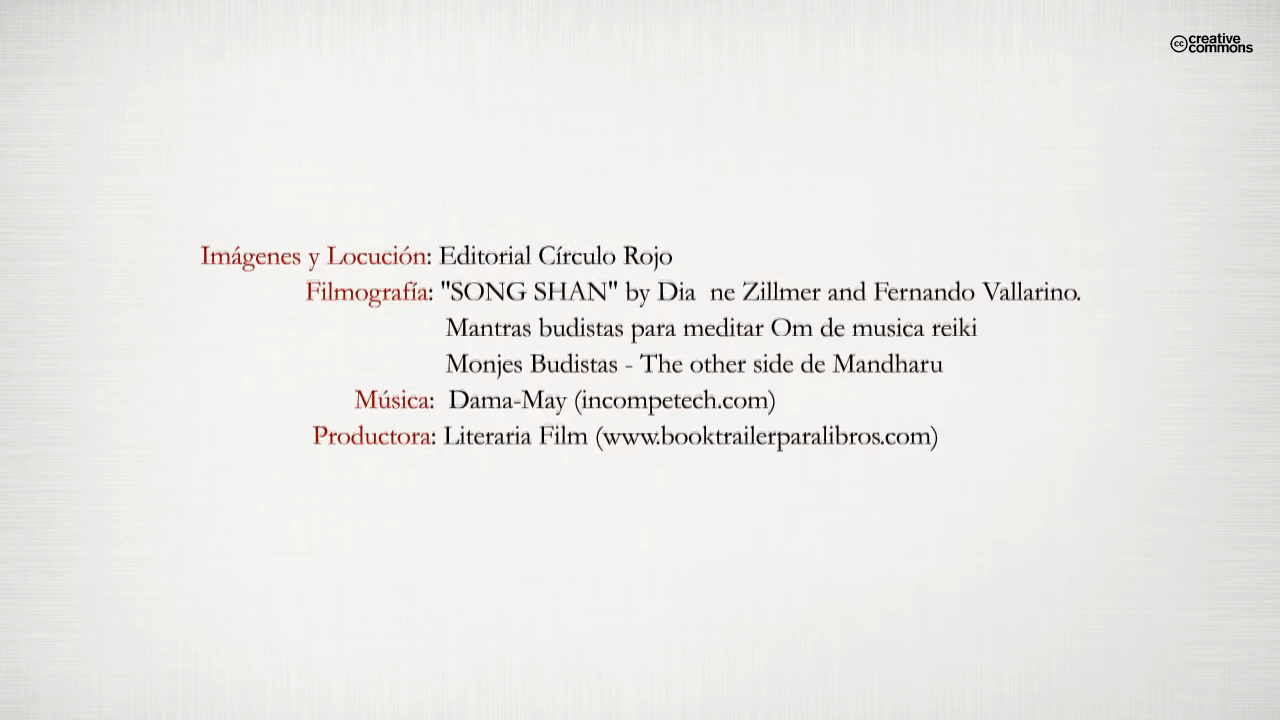 cc creative
commons
Imágenes y Locución: Editorial Círculo Rojo
Filmografía: "SONG SHAN" by Dia  ne Zillmer and Fernando Vallarino.
Mantras budistas para meditar Om de musica reiki
Monjes Budistas - The other side de Mandharu
Música:  Dama-May (incompetech.com)
Productora: Literaria Film (www.booktrailerparalibros.com)